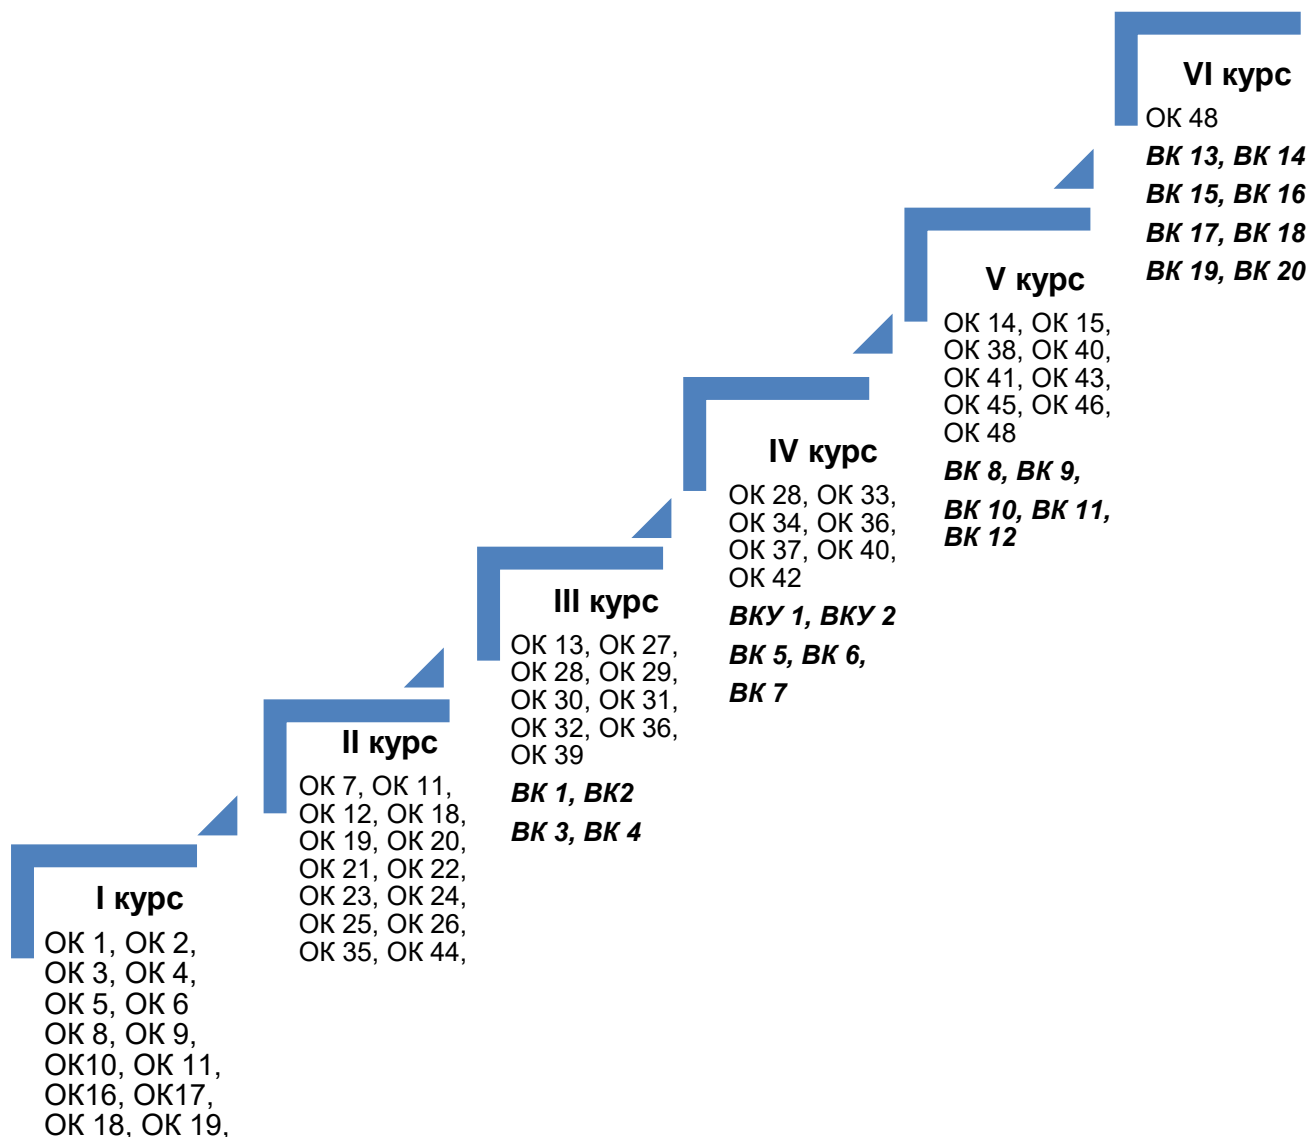 VI курс
ОК 48
ВК 13, ВК 14
ВК 15, ВК 16
ВК 17, ВК 18
ВК 19, ВК 20
V курс
ОК 14, ОК 15,
ОК 38, ОК 40,
ОК 41, ОК 43,
ОК 45, ОК 46,
ОК 48
ВК 8, ВК 9,
ВК 10, ВК 11,
ВК 12
IV курс
ОК 28, ОК 33,
ОК 34, ОК 36,
ОК 37, ОК 40,
ОК 42
ВКУ 1, ВКУ 2
ВК 5, ВК 6,
ВК 7
III курс
ОК 13, ОК 27,
ОК 28, ОК 29,
ОК 30, ОК 31,
ОК 32, ОК 36,
ОК 39
ВК 1, ВК2
ВК 3, ВК 4
II курс
ОК 7, ОК 11,
ОК 12, ОК 18,
ОК 19, ОК 20,
ОК 21, ОК 22,
ОК 23, ОК 24,
ОК 25, ОК 26,
ОК 35, ОК 44,
I курс
ОК 1, ОК 2,
ОК 3, ОК 4,
ОК 5, ОК 6
ОК 8, ОК 9,
ОК10, ОК 11,
ОК16, ОК17,
ОК 18, ОК 19,